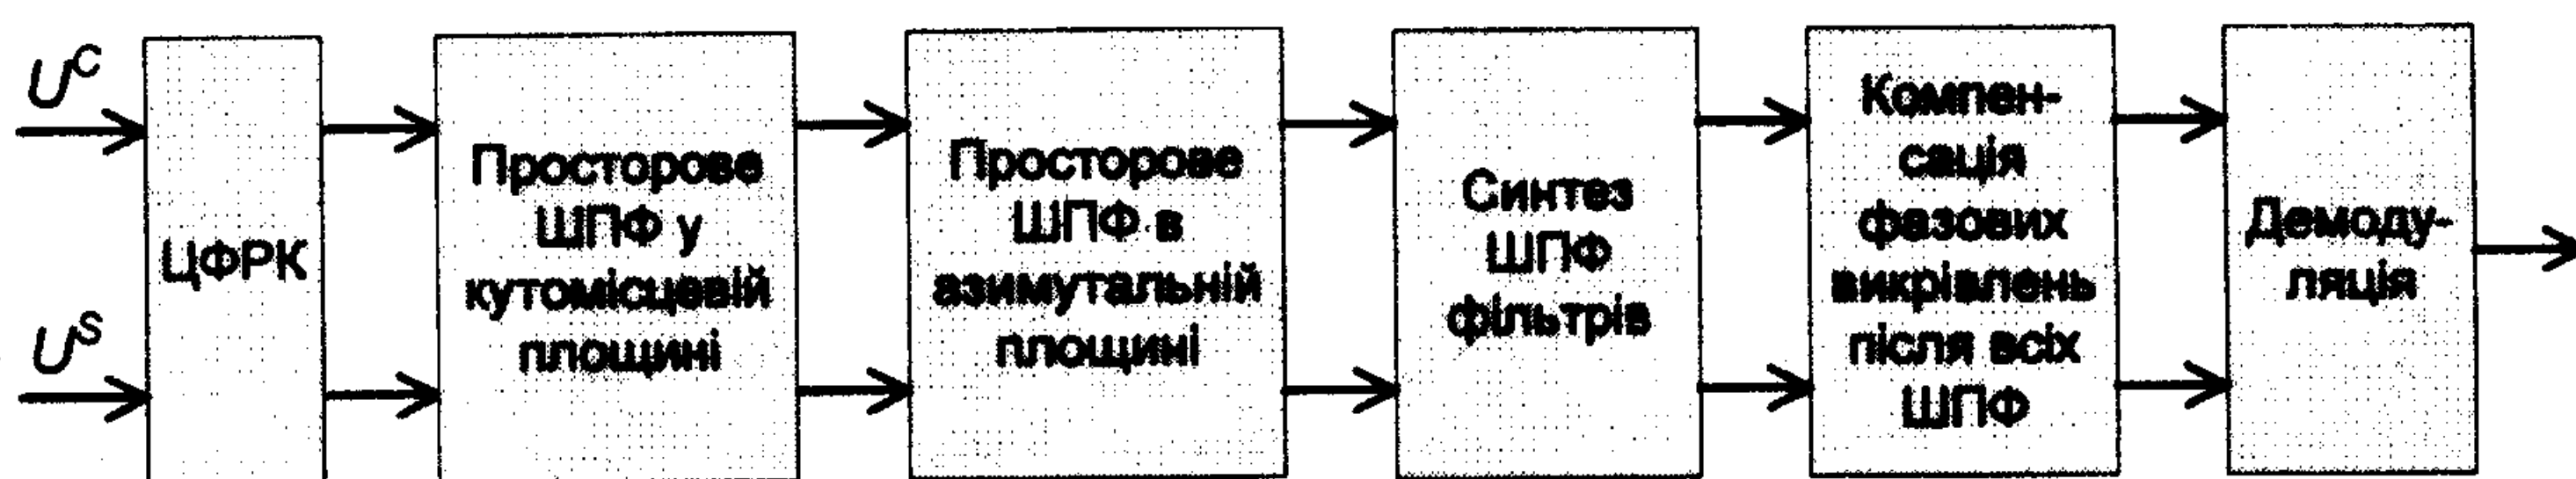 U^C
U^S
ЦФРК
Просторове
ШПФ у
кутомісцевій
площині
Просторове
ШПФ в
азимутальній
площині
Синтез
ШПФ
фільтрів
Компен-
сація
фазових
викрівлень
після всіх
ШПФ
Демоду-
ляція